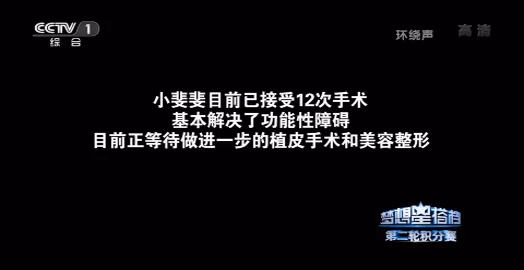 CCTV 1
综合
环绕声
高清
小斐斐目前已接受12次手术
基本解决了功能性障碍
目前正等待做进一步的植皮手术和美容整形
梦想星搭档
第二轮积分赛